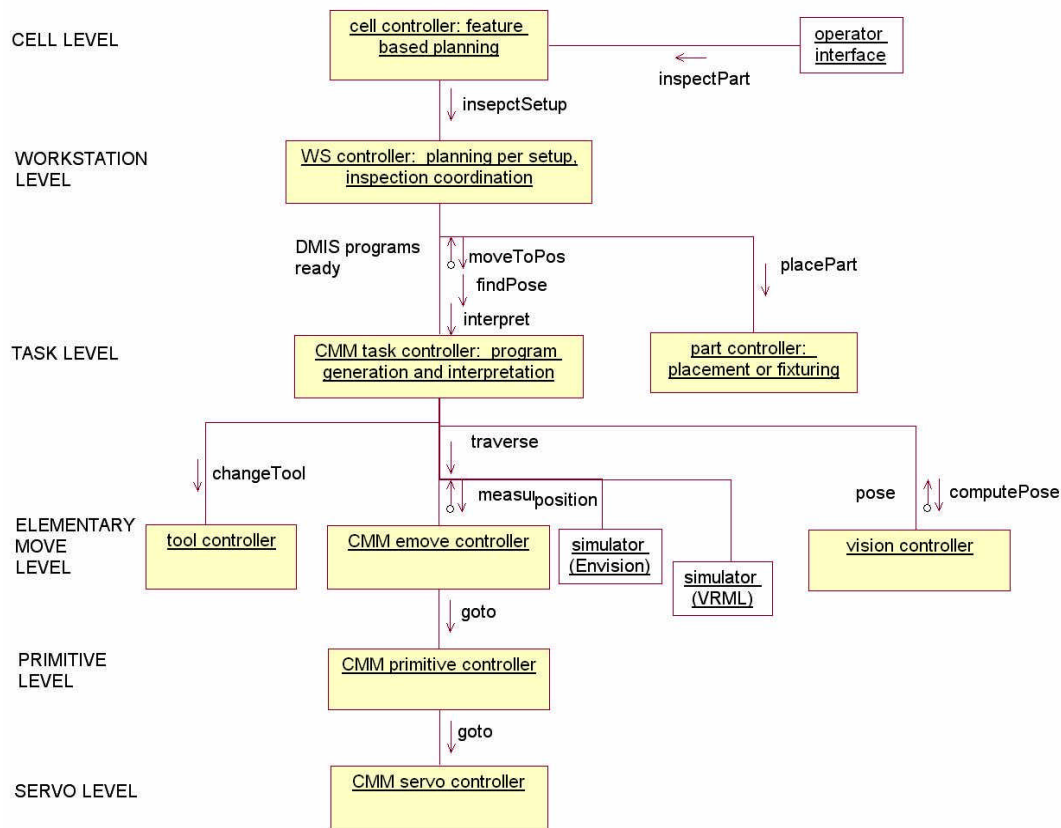 CELL LEVEL
cell controller: feature
based planning
operator
interface
inspectPart
insepctSetup
WORKSTATION
LEVEL
WS controller: planning per setup,
inspection coordination
DMIS programs
ready
moveToPos
findPose
interpret
placePart
TASK LEVEL
CMM task controller: program
generation and interpretation
part controller:
placement or fixturing
changeTool
traverse
measur
position
pose
computePose
ELEMENTARY
MOVE
LEVEL
tool controller
CMM emove controller
simulator
(Envision)
simulator
(VRML)
vision controller
goto
PRIMITIVE
LEVEL
CMM primitive controller
goto
SERVO LEVEL
CMM servo controller